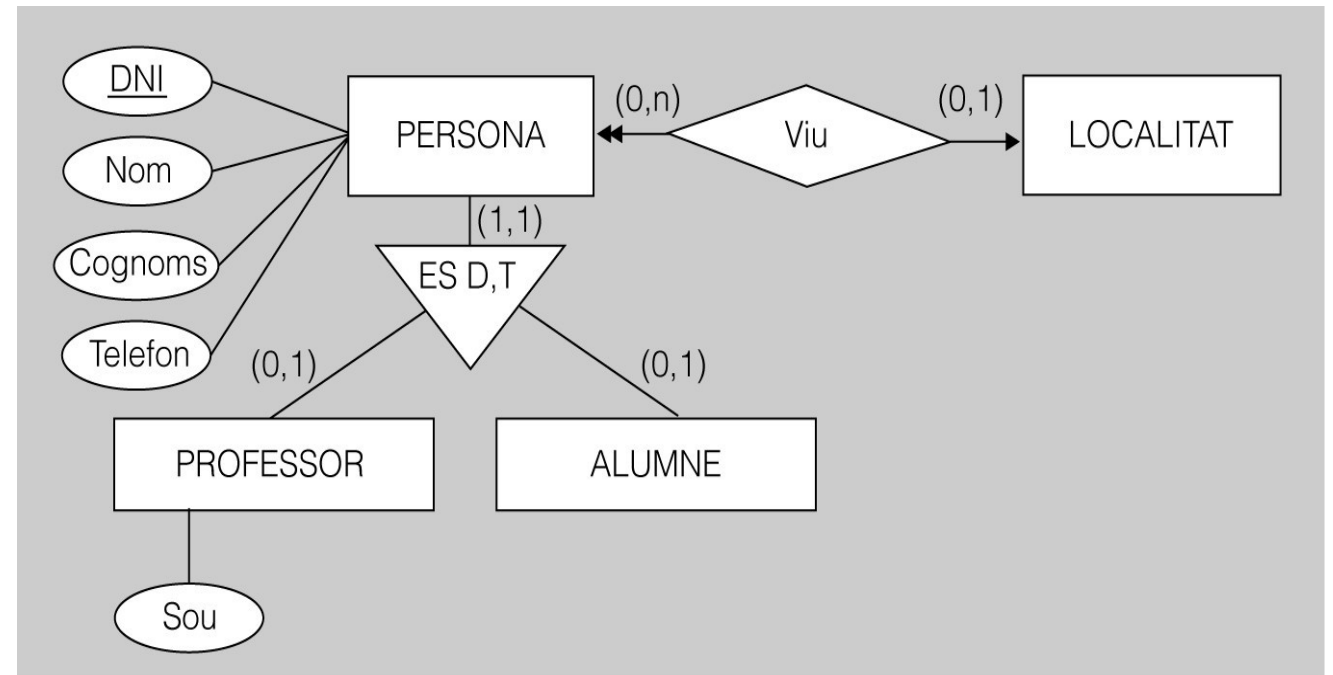 DNI
Nom
Cognoms
Telefon
PERSONA
(0,n)
Viu
(0,1)
LOCALITAT
(1,1)
ES D,T
(0,1)
(0,1)
PROFESSOR
ALUMNE
Sou